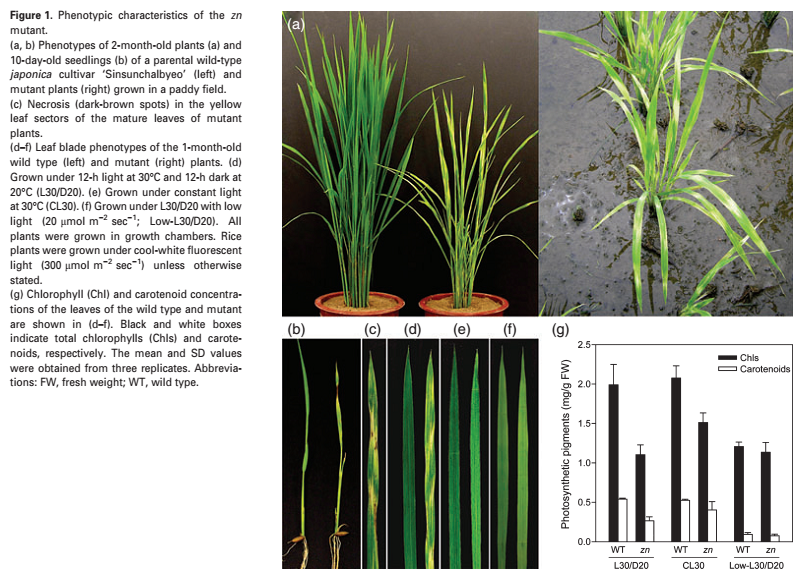 Figure 1. Phenotypic characteristics of the zn
mutant.
(a, b) Phenotypes of 2-month-old plants (a) and
10-day-old seedlings (b) of a parental wild-type
japonica cultivar ‘Sinsunchalbyeo’ (left) and
mutant plants (right) grown in a paddy field.
(c) Necrosis (dark-brown spots) in the yellow
leaf sectors of the mature leaves of mutant
plants.
(d–f) Leaf blade phenotypes of the 1-month-old
wild type (left) and mutant (right) plants. (d)
Grown under 12-h light at 30°C and 12-h dark at
20°C (L30/D20). (e) Grown under constant light
at 30°C (CL30). (f) Grown under L30/D20 with low
light (20 μmol m−2 sec−1; Low-L30/D20). All
plants were grown in growth chambers. Rice
plants were grown under cool-white fluorescent
light (300 μmol m−2 sec−1) unless otherwise
stated.
(g) Chlorophyll (Chl) and carotenoid concentra-
tions of the leaves of the wild type and mutant
are shown in (d–f). Black and white boxes
indicate total chlorophylls (Chls) and carote-
noids, respectively. The mean and SD values
were obtained from three replicates. Abbrevia-
tions: FW, fresh weight; WT, wild type.
(a)
(b) (c) (d) (e) (f) (g)
Photosynthetic pigments (mg/g FW)
2.5
2.0
1.5
1.0
0.5
0.0
Chls
Carotenoids
WT zn WT zn WT zn
L30/D20 CL30 Low-L30/D20